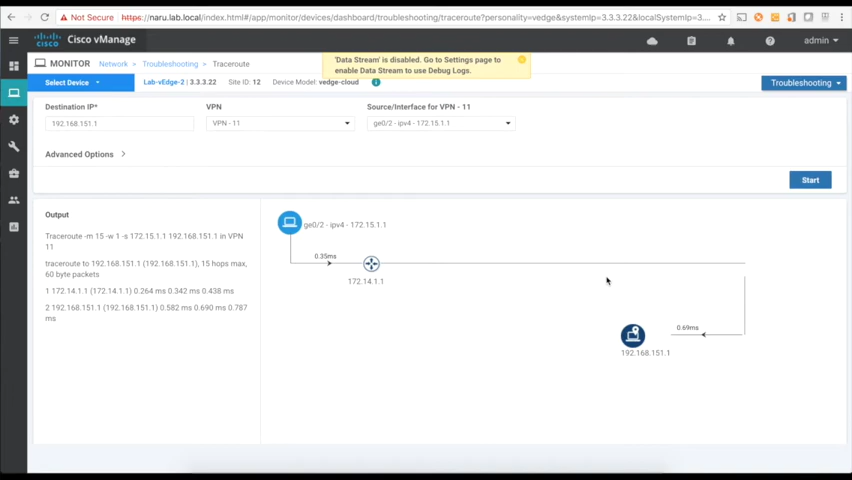 Not Secure https://naru.lab.local/index.html#/app/monitor/devices/dashboard/troubleshooting/traceroute?personality=vedge&systemIp=3.3.3.22&localSystemIp=3.3.3....
cisco Cisco vManage admin
MONITOR Network > Troubleshooting > Traceroute
'Data Stream' is disabled. Go to Settings page to
enable Data Stream to use Debug Logs.
Select Device Lab-vEdge-2 | 3.3.3.22 Site ID: 12 Device Model: vedge-cloud Troubleshooting
Destination IP* VPN Source/Interface for VPN - 11
192.168.151.1 VPN - 11 ge0/2 - ipv4 - 172.15.1.1
Advanced Options
Start
Output
Traceroute -m 15 -w 1 -s 172.15.1.1 192.168.151.1 in VPN
11
traceroute to 192.168.151.1 (192.168.151.1), 15 hops max,
60 byte packets
1 172.14.1.1 (172.14.1.1) 0.264 ms 0.342 ms 0.438 ms
2 192.168.151.1 (192.168.151.1) 0.582 ms 0.690 ms 0.787
ms
ge0/2 - ipv4 - 172.15.1.1
0.35ms
172.14.1.1
0.69ms
192.168.151.1